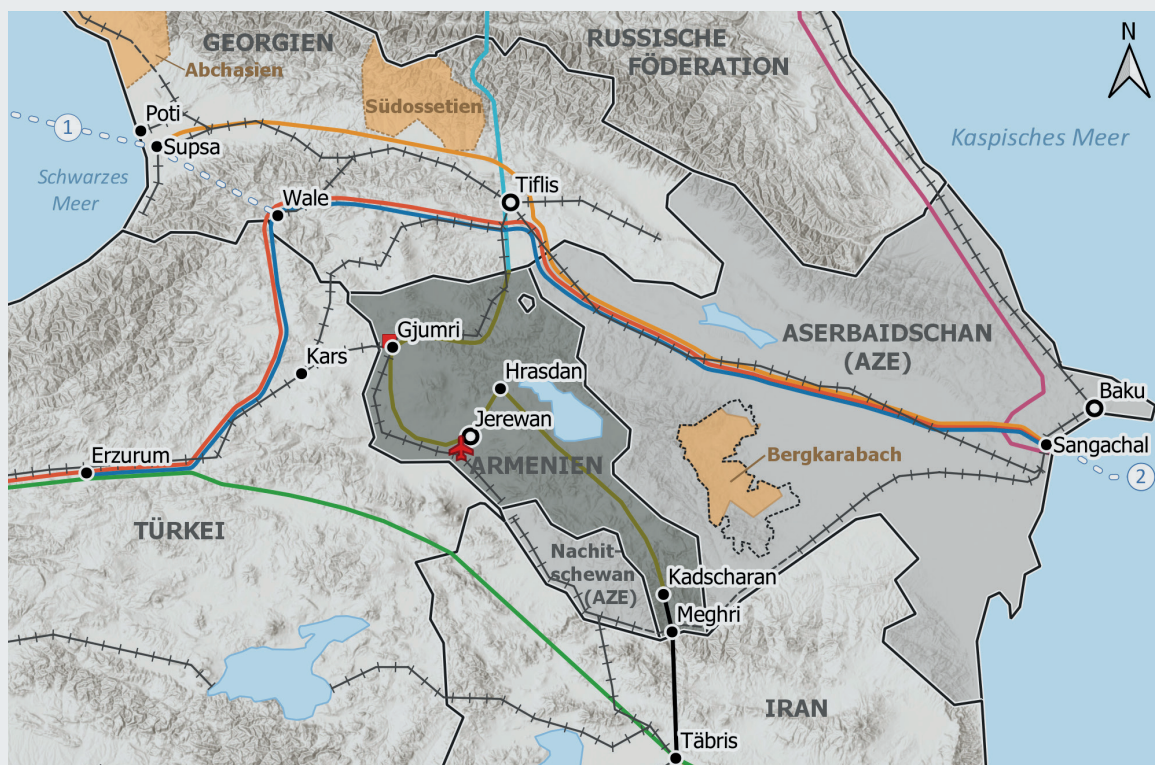 GEORGIEN
Abchasien
RUSSISCHE
FÖDERATION
N
Südossetien
Poti
1
Supsa
Kaspisches Meer
Schwarzes
Meer
Wale
Tiflis
Gjumri
ASERBAIDSCHAN
(AZE)
Kars
Hrasdan
Baku
Jerewan
Sangachal
ARMENIEN
Bergkarabach
Erzurum
2
TÜRKEI
Nachit-
schewan
(AZE)
Kadscharan
Meghri
IRAN
Täbris